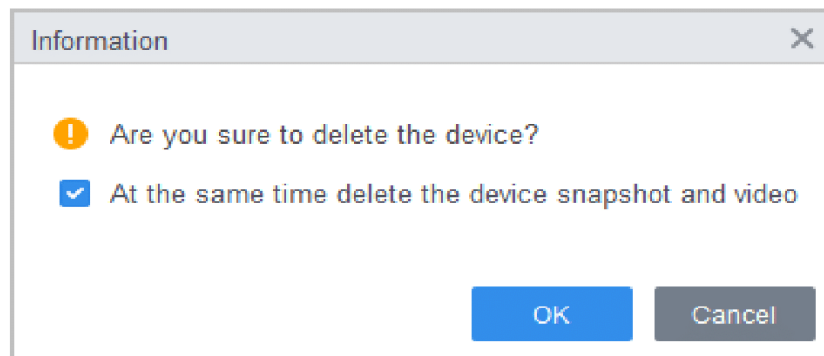 Information
Are you sure to delete the device?
At the same time delete the device snapshot and video
OK
Cancel